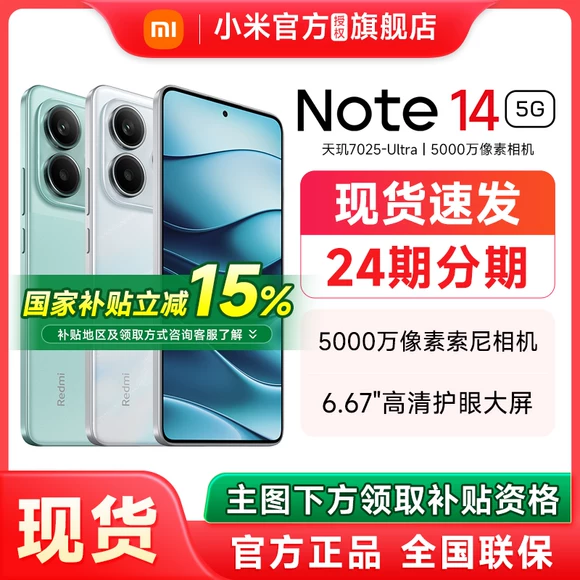 小米官方授权旗舰店
Note 14 5G
天玑7025-Ultra | 5000万像素相机
现货速发
24期分期
国家补贴立减15%
补贴地区及领取方式咨询客服了解
5000万像素索尼相机
6.67"高清护眼大屏
Redmi
Redmi
主图下方领取补贴资格
现货
官方正品 全国联保